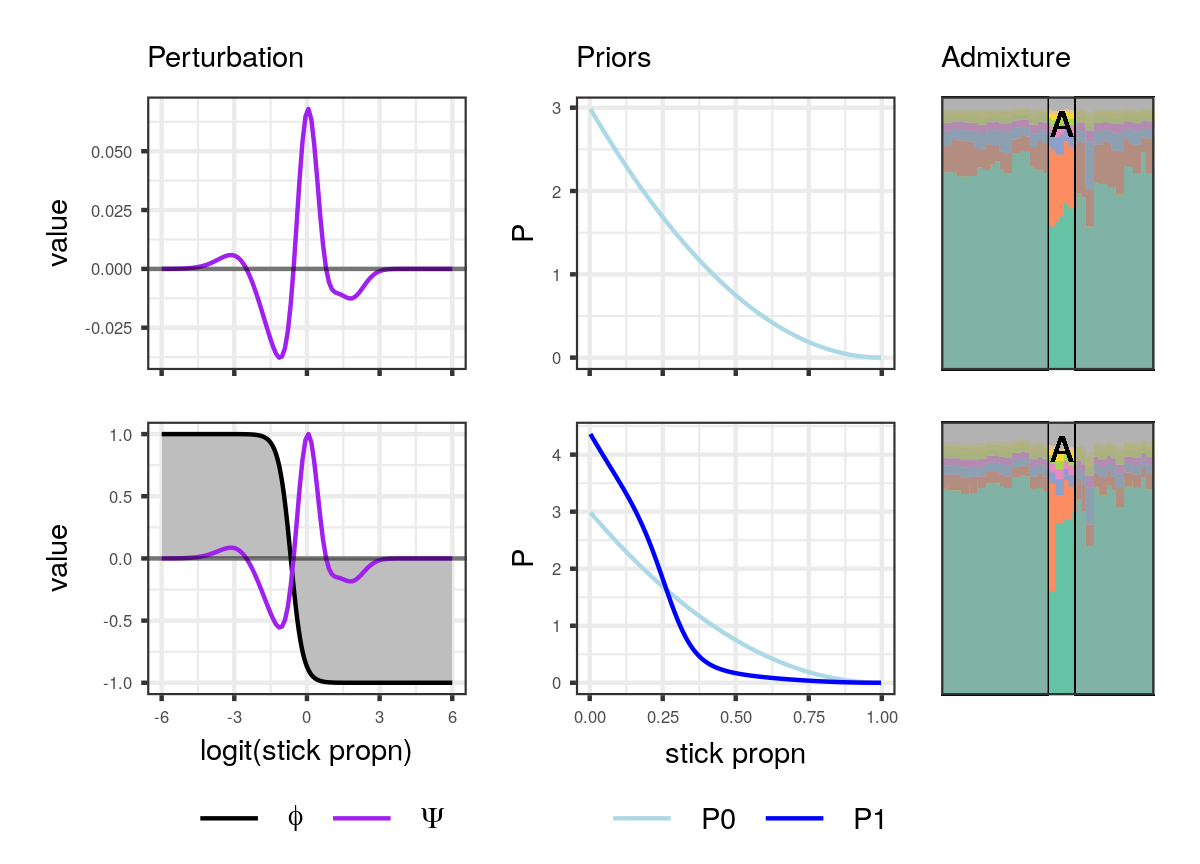 Perturbation Priors Admixture
value
0.050
0.025
0.000
-0.025
P
3
2
1
0
A
value
1.0
0.5
0.0
-0.5
-1.0
-6 -3 0 3 6
logit(stick propn)
P
4
3
2
1
0
0.00 0.25 0.50 0.75 1.00
stick propn
A
ϕ Ψ P0 P1